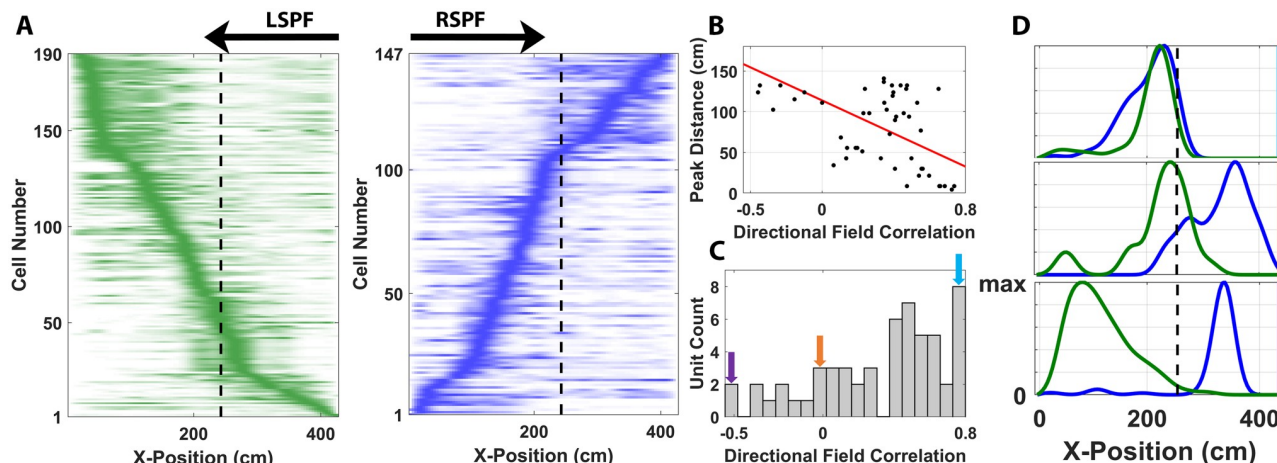 A
LSPF
RSPF
190
150
100
50
1
Cell Number
200
400
X-Position (cm)
147
100
50
1
Cell Number
200
400
X-Position (cm)
B
Peak Distance (cm)
150
100
50
0
-0.5
0
0.8
Directional Field Correlation
C
Unit Count
8
6
4
2
0
-0.5
0
0.8
Directional Field Correlation
D
max
0
0
200
400
X-Position (cm)